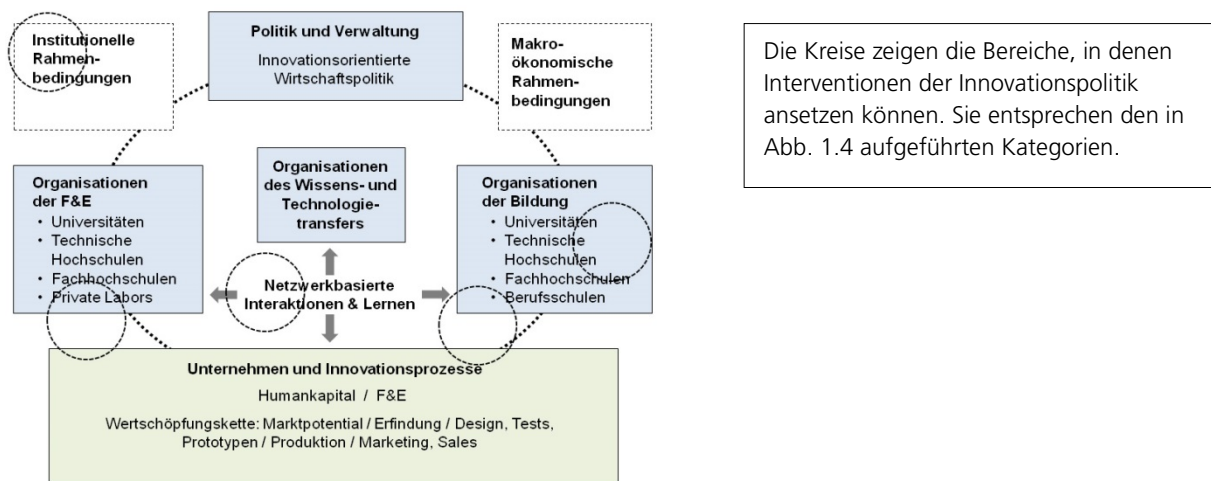 Institutionelle
Rahmen-
bedingungen
Politik und Verwaltung
Innovationsorientierte
Wirtschaftspolitik
Makro-
ökonomische
Rahmen-
bedingungen
Die Kreise zeigen die Bereiche, in denen
Interventionen der Innovationspolitik
ansetzen können. Sie entsprechen den in
Abb. 1.4 aufgeführten Kategorien.
Organisationen
der F&E
• Universitäten
• Technische
Hochschulen
• Fachhochschulen
• Private Labors
Organisationen
des Wissens- und
Technologie-
transfers
Organisationen
der Bildung
• Universitäten
• Technische
Hochschulen
• Fachhochschulen
• Berufsschulen
Netzwerkbasierte
Interaktionen & Lernen
Unternehmen und Innovationsprozesse
Humankapital / F&E
Wertschöpfungskette: Marktpotential / Erfindung / Design, Tests,
Prototypen / Produktion / Marketing, Sales